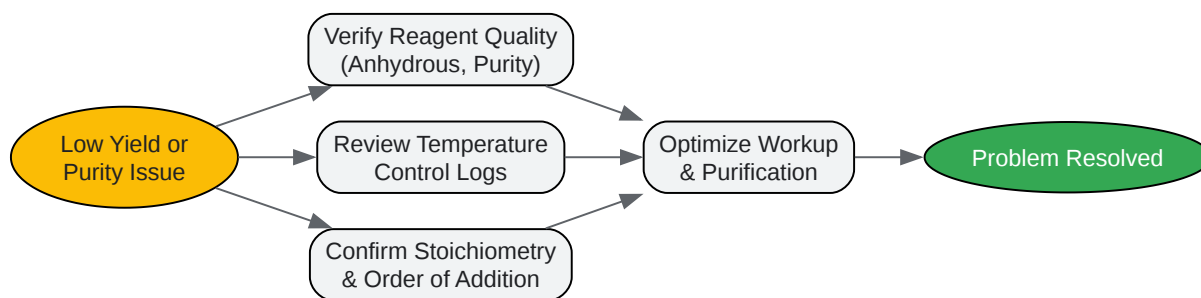 Low Yield or
Purity Issue
Verify Reagent Quality
(Anhydrous, Purity)
Review Temperature
Control Logs
Confirm Stoichiometry
& Order of Addition
Optimize Workup
& Purification
Problem Resolved